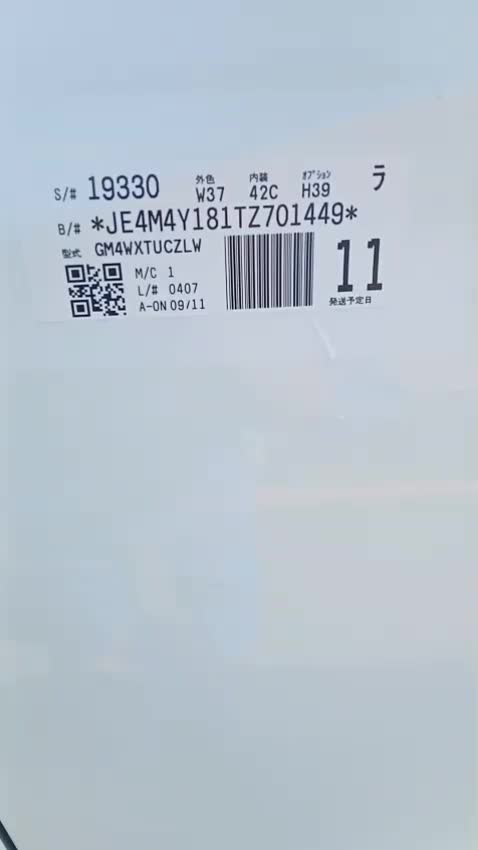 S/# 19330 外色 W37 内装 42C オプション H39 ラ
B/# *JE4M4Y181TZ701449*
型式 GM4WXTUCZLW
M/C 1
L/# 0407
A-ON 09/11
11
発送予定日